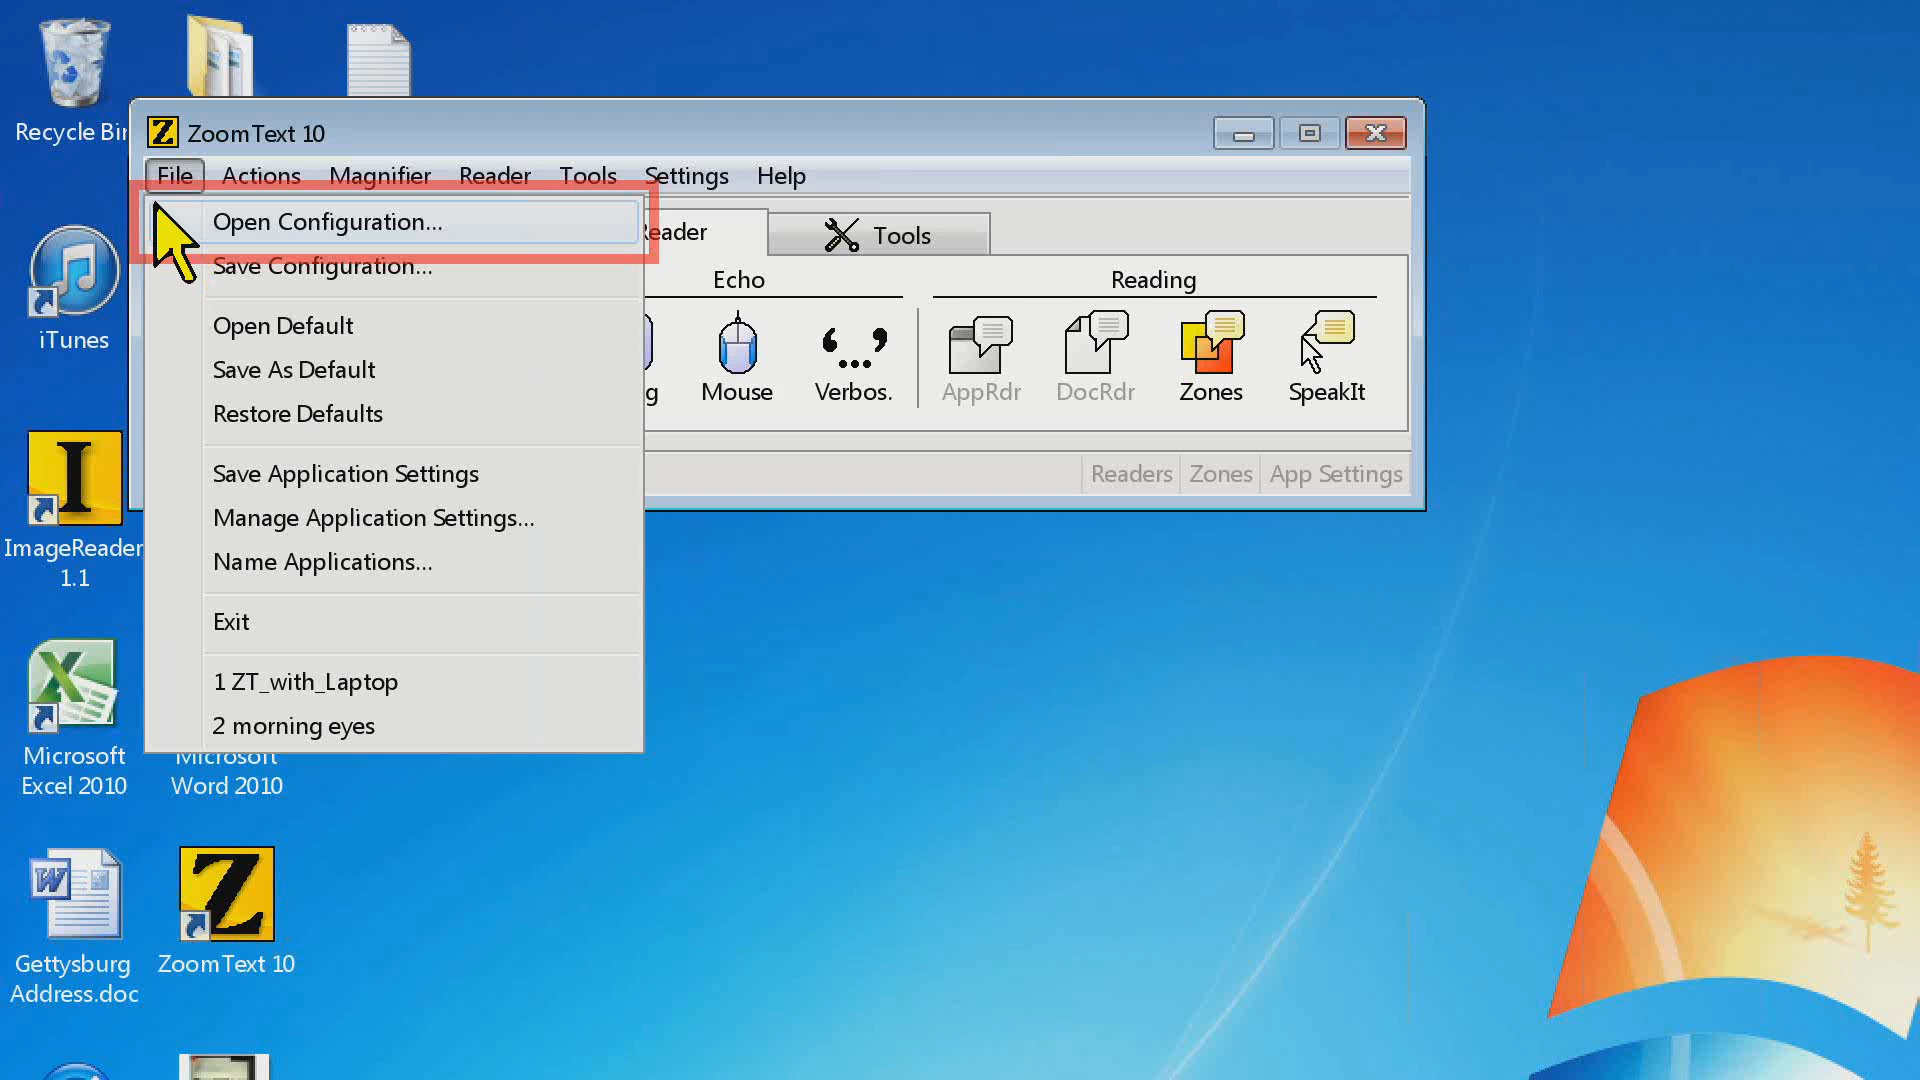 Recycle Bin
ZoomText 10
File Actions Magnifier Reader Tools Settings Help
Open Configuration...
Save Configuration...
Open Default
Save As Default
Restore Defaults
Save Application Settings
Manage Application Settings...
Name Applications...
Exit
1 ZT_with_Laptop
2 morning eyes
Reader
Tools
Echo
Reading
g
Mouse
Verbos.
AppRdr
DocRdr
Zones
SpeakIt
Readers
Zones
App Settings
iTunes
ImageReader
1.1
Microsoft
Excel 2010
Microsoft
Word 2010
Gettysburg
Address.doc
ZoomText 10